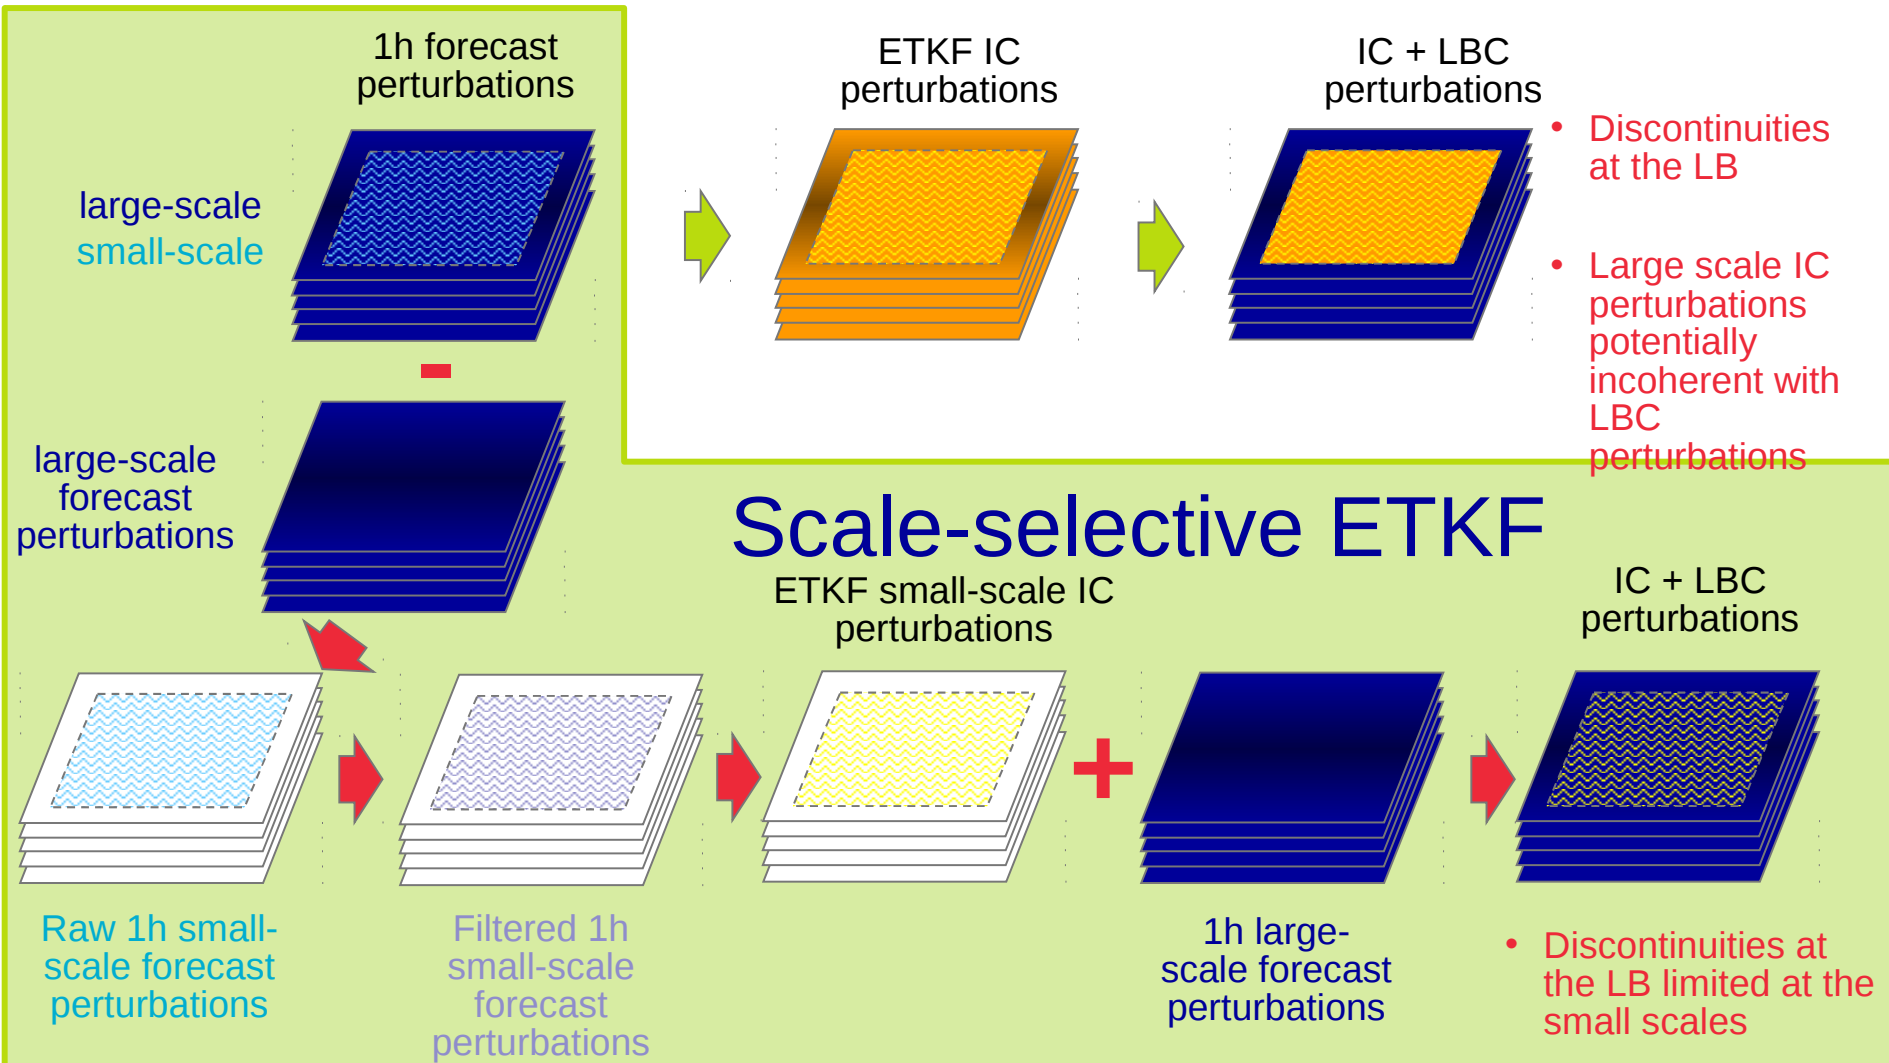 1h forecast
perturbations
large-scale
small-scale
ETKF IC
perturbations
IC + LBC
perturbations
• Discontinuities
at the LB
• Large scale IC
perturbations
potentially
incoherent with
LBC
perturbations
-
large-scale
forecast
perturbations
Scale-selective ETKF
ETKF small-scale IC
perturbations
+
IC + LBC
perturbations
Raw 1h small-
scale forecast
perturbations
Filtered 1h
small-scale
forecast
perturbations
1h large-
scale forecast
perturbations
• Discontinuities at
the LB limited at the
small scales